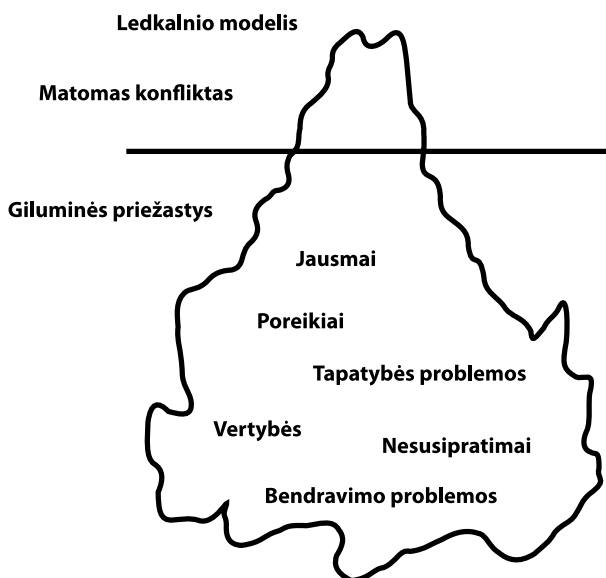 Ledkalnio modelis
Matomas konfliktas
Giluminės priežastys
Jausmai
Poreikiai
Tapatybės problemos
Vertybės
Nesusipratimai
Bendravimo problemos